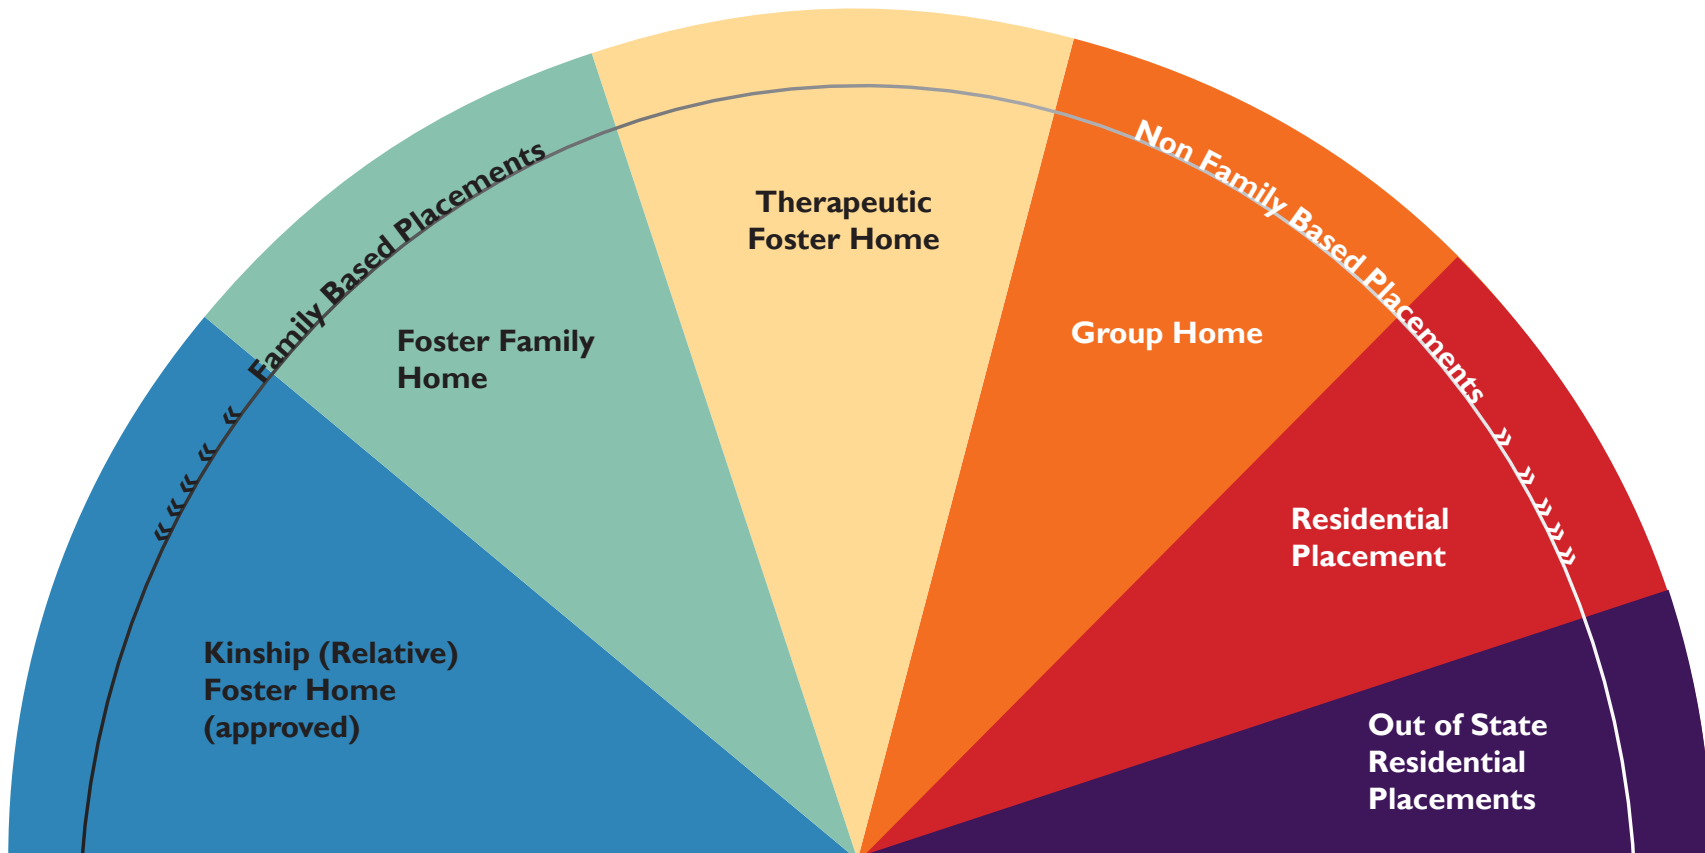 Family Based Placements
Non Family Based Placements
Kinship (Relative)
Foster Home
(approved)
Foster Family
Home
Therapeutic
Foster Home
Group Home
Residential
Placement
Out of State
Residential
Placements